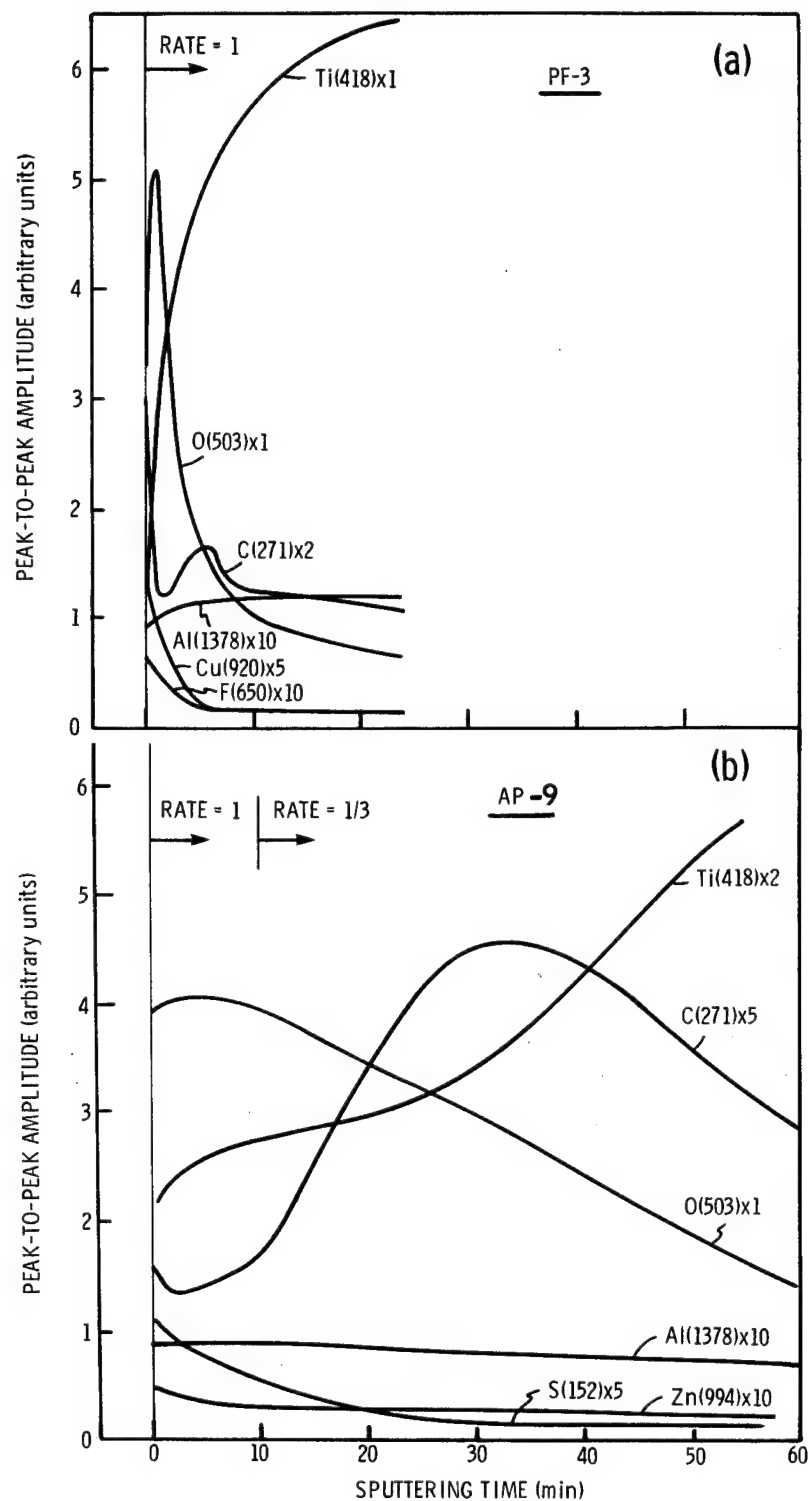 (a)
RATE = 1
PF-3
Ti(418)x1
O(503)x1
C(271)x2
Al(1378)x10
Cu(920)x5
F(650)x10
PEAK-TO-PEAK AMPLITUDE (arbitrary units)
6
5
4
3
2
1
0
(b)
RATE = 1
RATE = 1/3
AP-9
Ti(418)x2
C(271)x5
O(503)x1
Al(1378)x10
S(152)x5
Zn(994)x10
PEAK-TO-PEAK AMPLITUDE (arbitrary units)
6
5
4
3
2
1
0
0 10 20 30 40 50 60
SPUTTERING TIME (min)